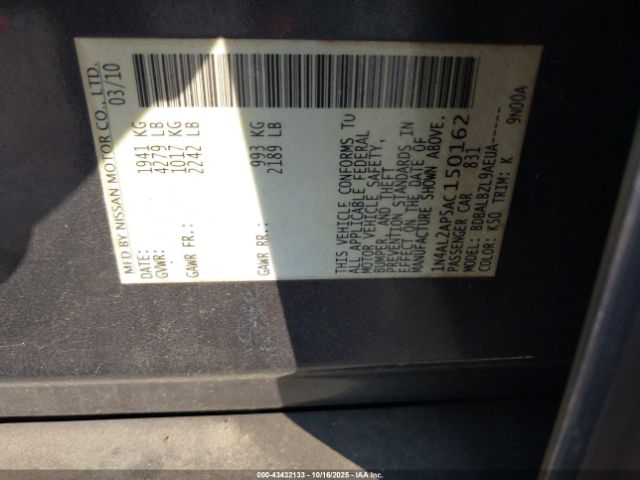 MFD BY NISSAN MOTOR CO., LTD.
DATE: 03/10
GVWR: 1941 KG
4279 LB
GAWR FR.: 1017 KG
2242 LB
GAWR RR.: 993 KG
2189 LB
THIS VEHICLE CONFORMS TO
ALL APPLICABLE FEDERAL
MOTOR VEHICLE SAFETY,
BUMPER, AND THEFT
PREVENTION STANDARDS IN
EFFECT ON THE DATE OF
MANUFACTURE SHOWN ABOVE.
1N4AL2AP5AC150162
PASSENGER CAR 831
MODEL: BDBALBZL9AEUA-----
COLOR: K50 TRIM: K 9N00A
000-43432133 - 10/16/2025 - IAA